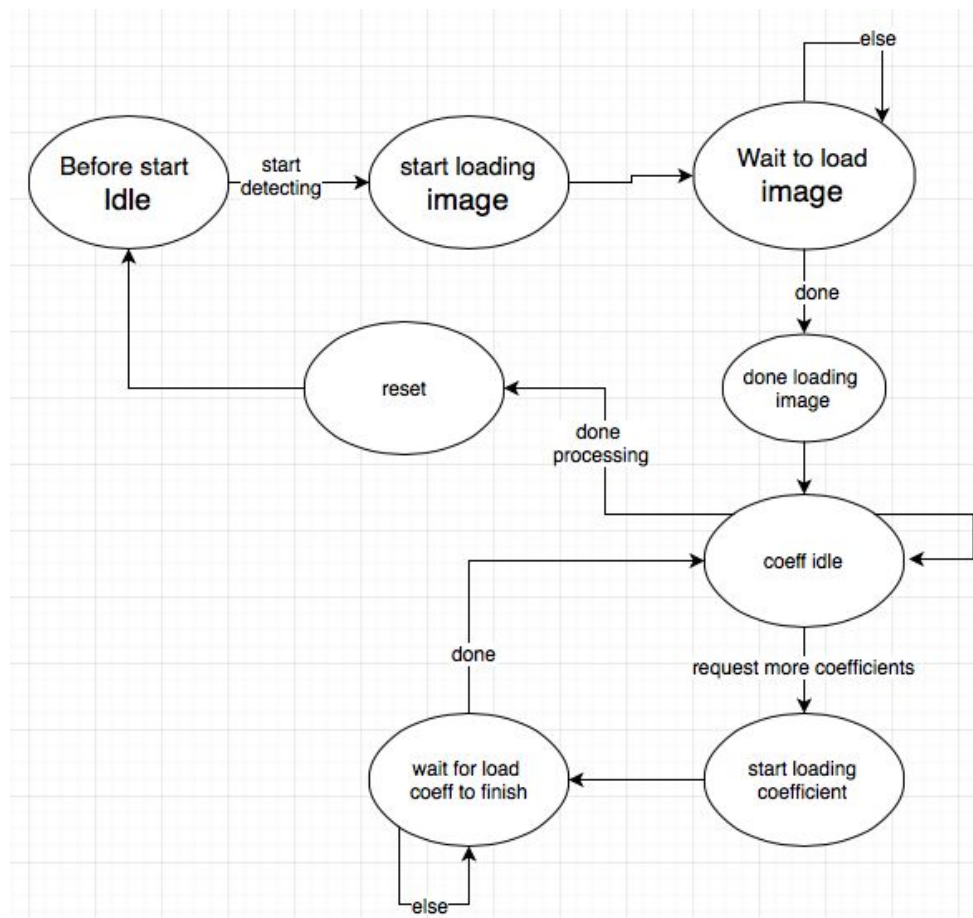 else
Before start
Idle
start
detecting
start loading
image
Wait to load
image
done
done loading
image
reset
done
processing
coeff idle
done
request more coefficients
wait for load
coeff to finish
start loading
coefficient
else